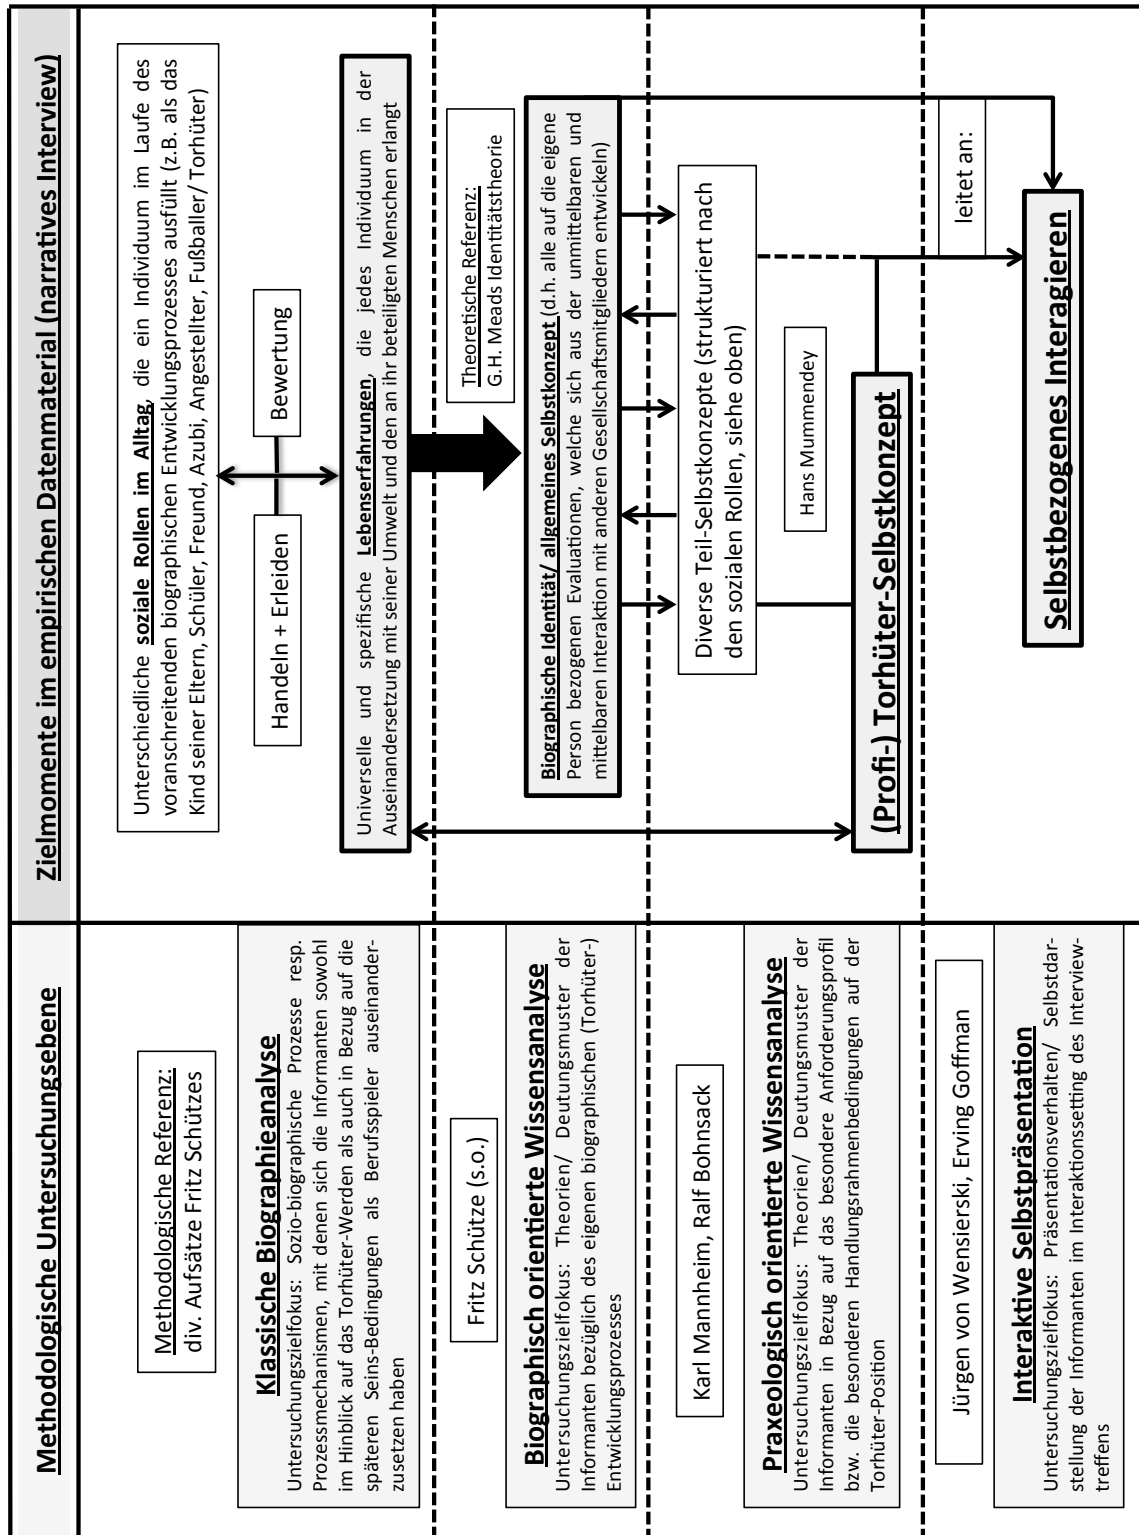 Methodologische Untersuchungsebene
Zielmomente im empirischen Datenmaterial (narratives Interview)
Methodologische Referenz:
div. Aufsätze Fritz Schützes
Klassische Biographieanalyse
Untersuchungszielfokus: Sozio-biographische Prozesse resp.
Prozessmechanismen, mit denen sich die Informanten sowohl
im Hinblick auf das Torhüter-Werden als auch in Bezug auf die
späteren Seins-Bedingungen als Berufsspieler auseinander-
zusetzen haben
Unterschiedliche soziale Rollen im Alltag, die ein Individuum im Laufe des
voranschreitenden biographischen Entwicklungsprozesses ausfüllt (z.B. als das
Kind seiner Eltern, Schüler, Freund, Azubi, Angestellter, Fußballer/ Torhüter)
Handeln + Erleiden
Bewertung
Universelle und spezifische Lebenserfahrungen, die jedes Individuum in der
Auseinandersetzung mit seiner Umwelt und den an ihr beteiligten Menschen erlangt
Fritz Schütze (s.o.)
Biographisch orientierte Wissensanalyse
Untersuchungszielfokus: Theorien/ Deutungsmuster der
Informanten bezüglich des eigenen biographischen (Torhüter-)
Entwicklungsprozesses
Theoretische Referenz:
G.H. Meads Identitätstheorie
Biographische Identität/ allgemeines Selbstkonzept (d.h. alle auf die eigene
Person bezogenen Evaluationen, welche sich aus der unmittelbaren und
mittelbaren Interaktion mit anderen Gesellschaftsmitgliedern entwickeln)
Karl Mannheim, Ralf Bohnsack
Praxeologisch orientierte Wissensanalyse
Untersuchungszielfokus: Theorien/ Deutungsmuster der
Informanten in Bezug auf das besondere Anforderungsprofil
bzw. die besonderen Handlungsrahmenbedingungen auf der
Torhüter-Position
Diverse Teil-Selbstkonzepte (strukturiert nach
den sozialen Rollen, siehe oben)
Hans Mummendey
(Profi-) Torhüter-Selbstkonzept
Jürgen von Wensierski, Erving Goffman
Interaktive Selbstpräsentation
Untersuchungszielfokus: Präsentationsverhalten/ Selbstdar-
stellung der Informanten im Interaktionssetting des Interview-
treffens
leitet an:
Selbstbezogenes Interagieren